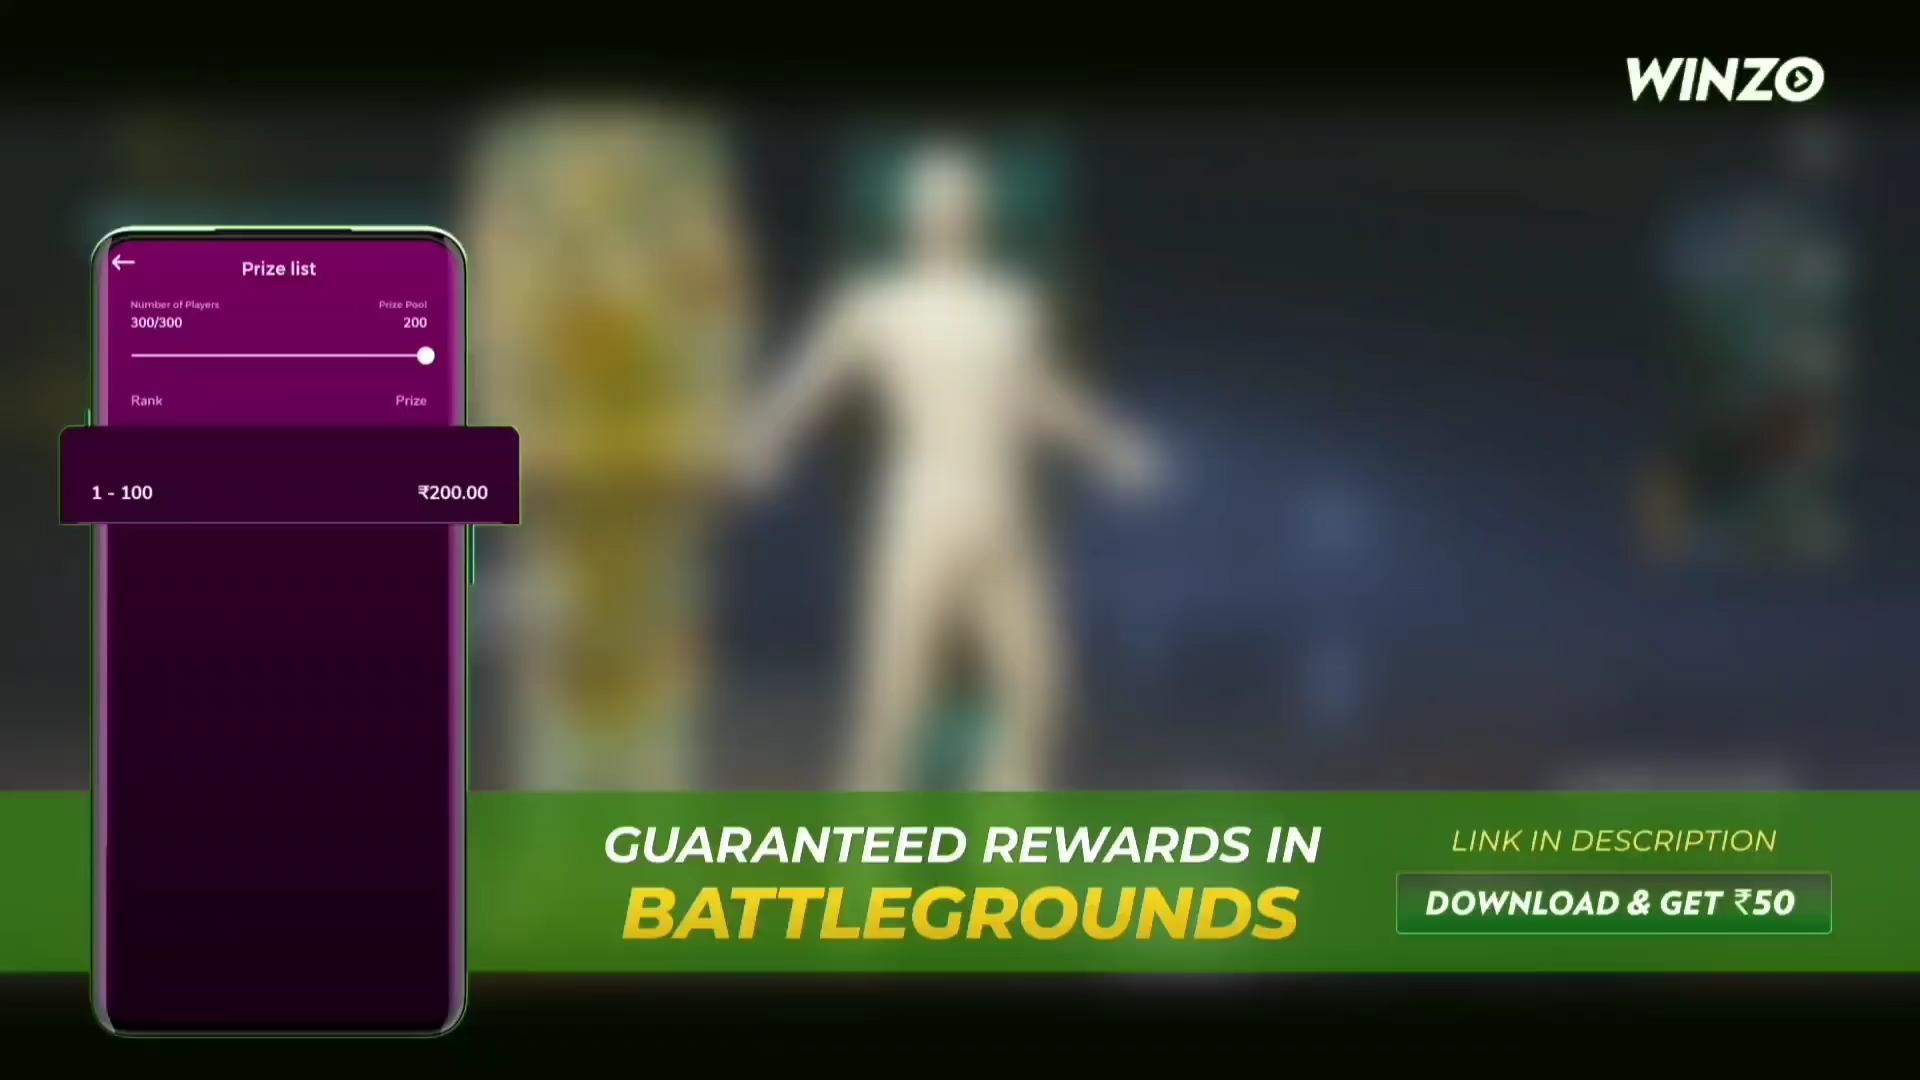 WINZO
Prize list
Number of Players
Prize Pool
300/300
200
Rank
Prize
1 - 100
₹200.00
GUARANTEED REWARDS IN
BATTLEGROUNDS
LINK IN DESCRIPTION
DOWNLOAD & GET ₹50